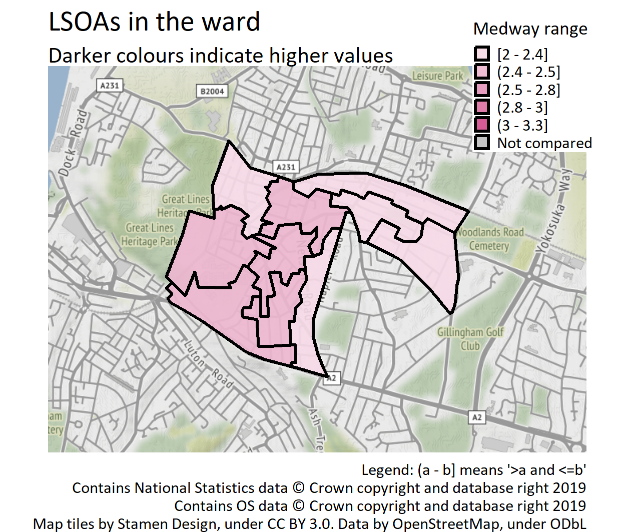 LSOAs in the ward
Darker colours indicate higher values
Medway range
[2 - 2.4]
(2.4 - 2.5]
(2.5 - 2.8]
(2.8 - 3]
(3 - 3.3]
Not compared
Leisure Park
A231
B2004
Dock Road
A231
Great Lines
Heritage Park
Great Lines
Heritage Park
Woodlands Road
Cemetery
Yokosuka Way
Gillingham Golf
Club
Luton Road
A2
A2
Ash Tre
am
tery
Legend: (a - b] means '>a and <=b'
Contains National Statistics data © Crown copyright and database right 2019
Contains OS data © Crown copyright and database right 2019
Map tiles by Stamen Design, under CC BY 3.0. Data by OpenStreetMap, under ODbL